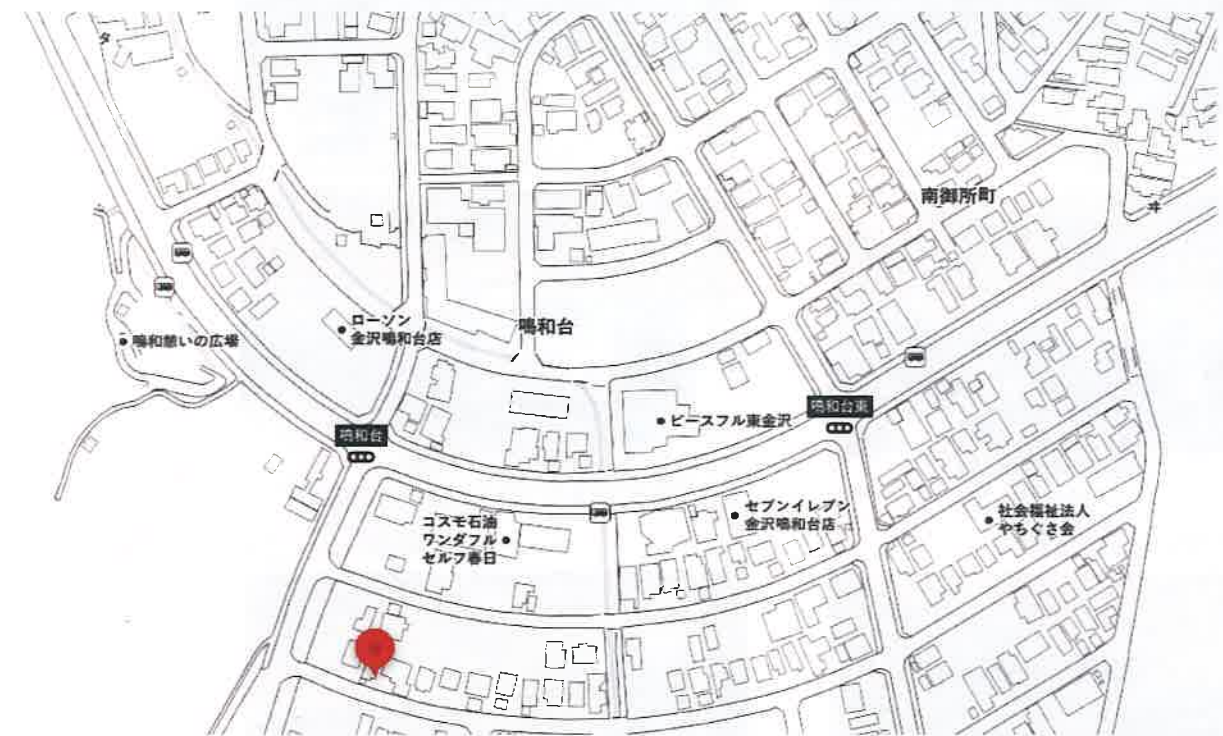 南御所町
ローソン
金沢鳴和台店
鳴和台
鳴和憩いの広場
鳴和台東
ピースフル東金沢
鳴和台
コスモ石油
ワンダフル
セルフ春日
セブンイレブン
金沢鳴和台店
社会福祉法人
やちぐさ会